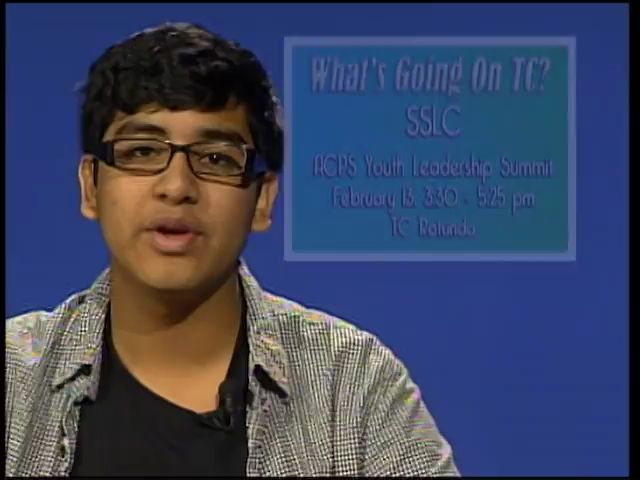 What's Going On TC?
SSLC
ACPS Youth Leadership Summit
February 13, 3:30 - 5:25 pm
TC Rotunda